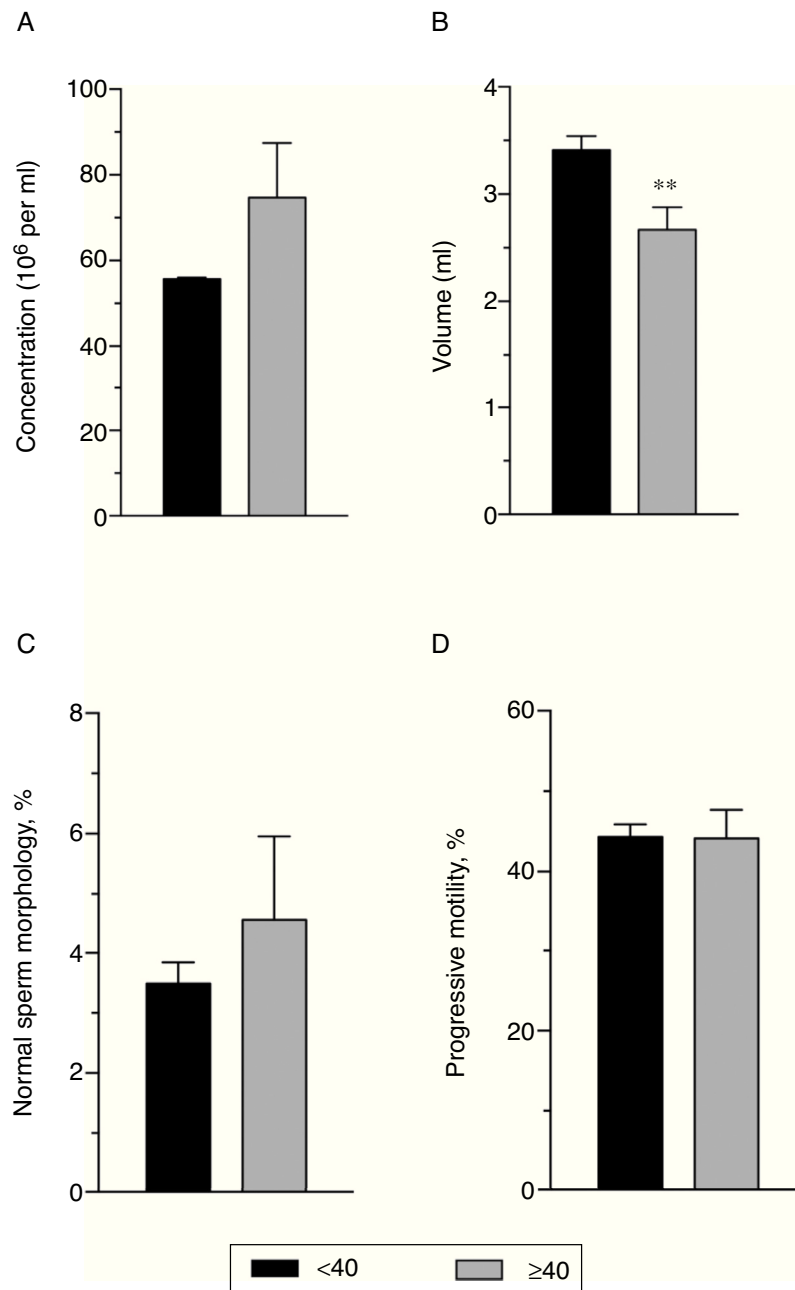 A
B
Concentration (10⁶ per ml)
100
80
60
40
20
0
Volume (ml)
4
3
2
1
0
**
C
D
Normal sperm morphology, %
8
6
4
2
0
Progressive motility, %
60
40
20
0
<40
≥40